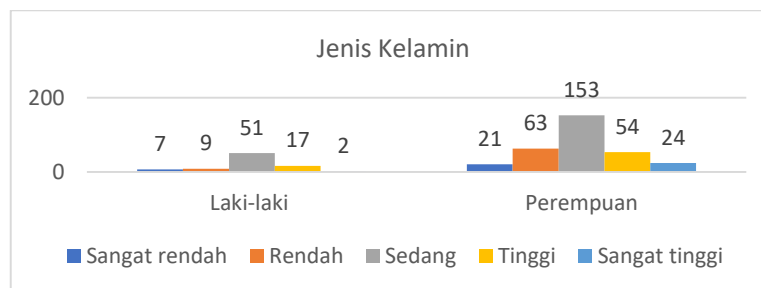 Jenis Kelamin
200
0
7 9 51 17 2
21 63 153 54 24
Laki-laki Perempuan
Sangat rendah Rendah Sedang Tinggi Sangat tinggi